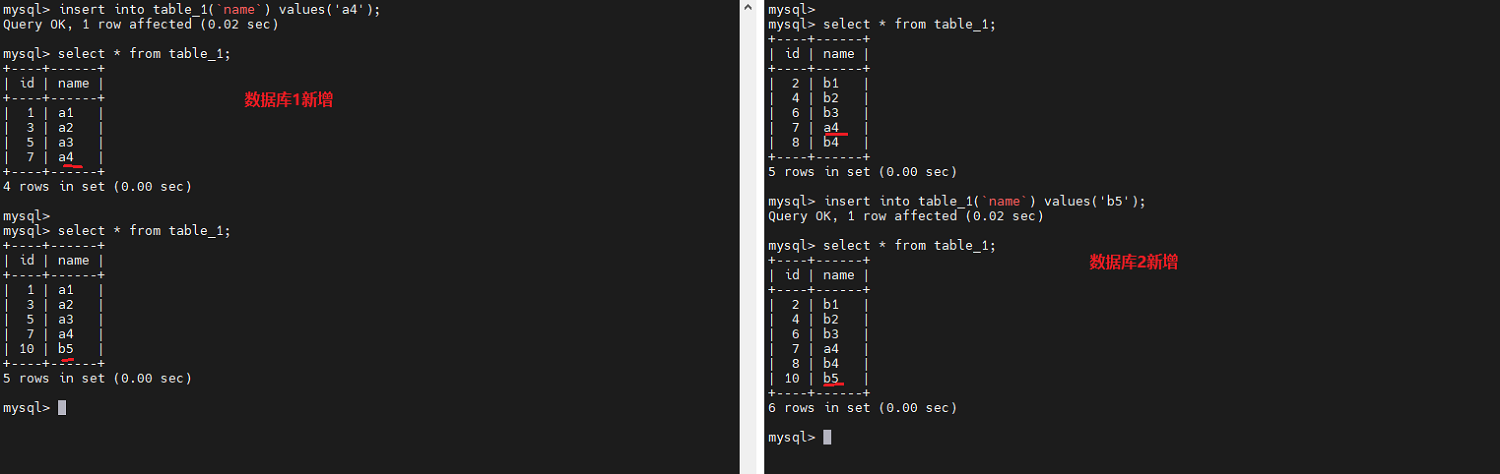 mysql> insert into table_1(`name`) values('a4');
Query OK, 1 row affected (0.02 sec)
mysql> select * from table_1;
+----+------+
| id | name |
+----+------+
|  1 | a1   |
|  3 | a2   |
|  5 | a3   |
|  7 | a4   |
+----+------+
4 rows in set (0.00 sec)
数据库1新增
mysql>
mysql> select * from table_1;
+----+------+
| id | name |
+----+------+
|  1 | a1   |
|  3 | a2   |
|  5 | a3   |
|  7 | a4   |
| 10 | b5   |
+----+------+
5 rows in set (0.00 sec)
mysql>
mysql>
mysql> select * from table_1;
+----+------+
| id | name |
+----+------+
|  2 | b1   |
|  4 | b2   |
|  6 | b3   |
|  7 | a4   |
|  8 | b4   |
+----+------+
5 rows in set (0.00 sec)
mysql> insert into table_1(`name`) values('b5');
Query OK, 1 row affected (0.02 sec)
mysql> select * from table_1;
+----+------+
| id | name |
+----+------+
|  2 | b1   |
|  4 | b2   |
|  6 | b3   |
|  7 | a4   |
|  8 | b4   |
| 10 | b5   |
+----+------+
6 rows in set (0.00 sec)
数据库2新增
mysql>